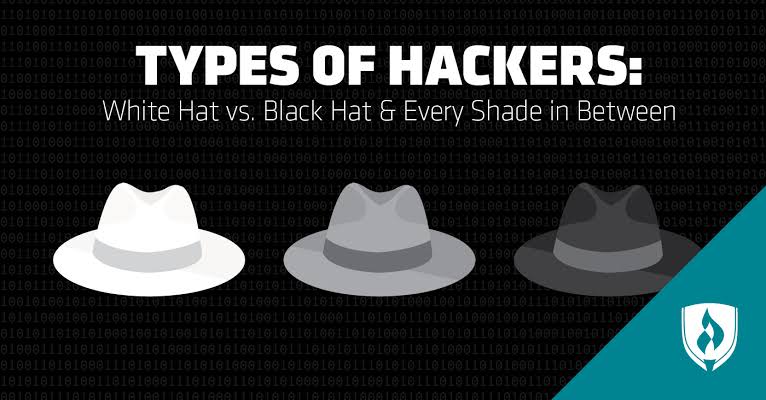 TYPES OF HACKERS:
White Hat vs. Black Hat & Every Shade in Between